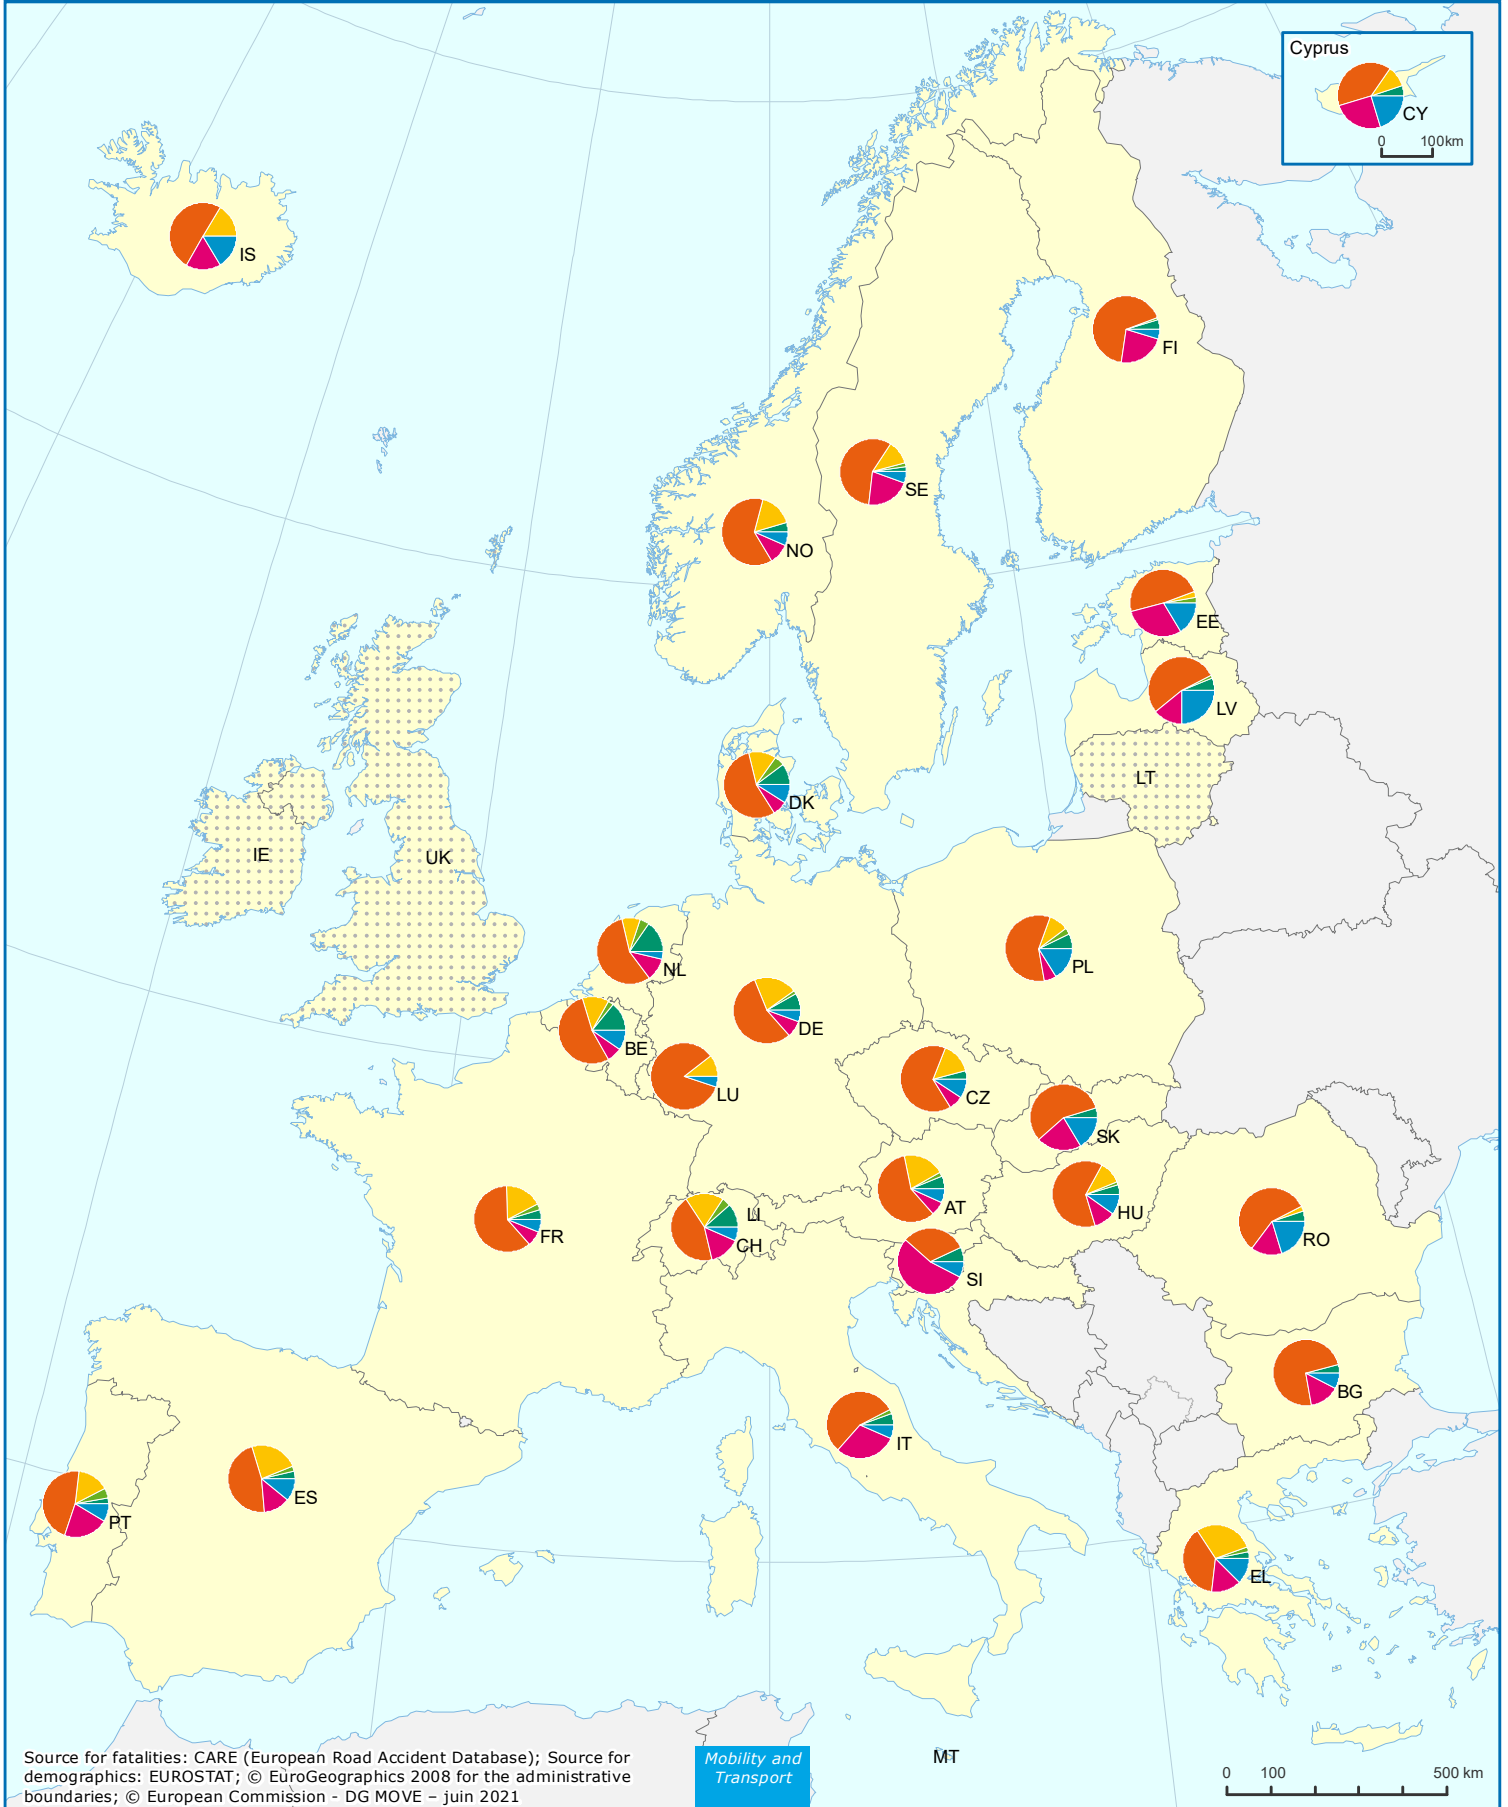 Cyprus
CY
0 100km
IS
FI
SE
NO
EE
LV
LT
DK
IE
UK
NL
PL
DE
BE
LU
CZ
SK
AT
HU
LI
CH
FR
SI
RO
BG
IT
ES
PT
EL
MT
Source for fatalities: CARE (European Road Accident Database); Source for
demographics: EUROSTAT; © EuroGeographics 2008 for the administrative
boundaries; © European Commission - DG MOVE – juin 2021
Mobility and
Transport
0 100 500 km